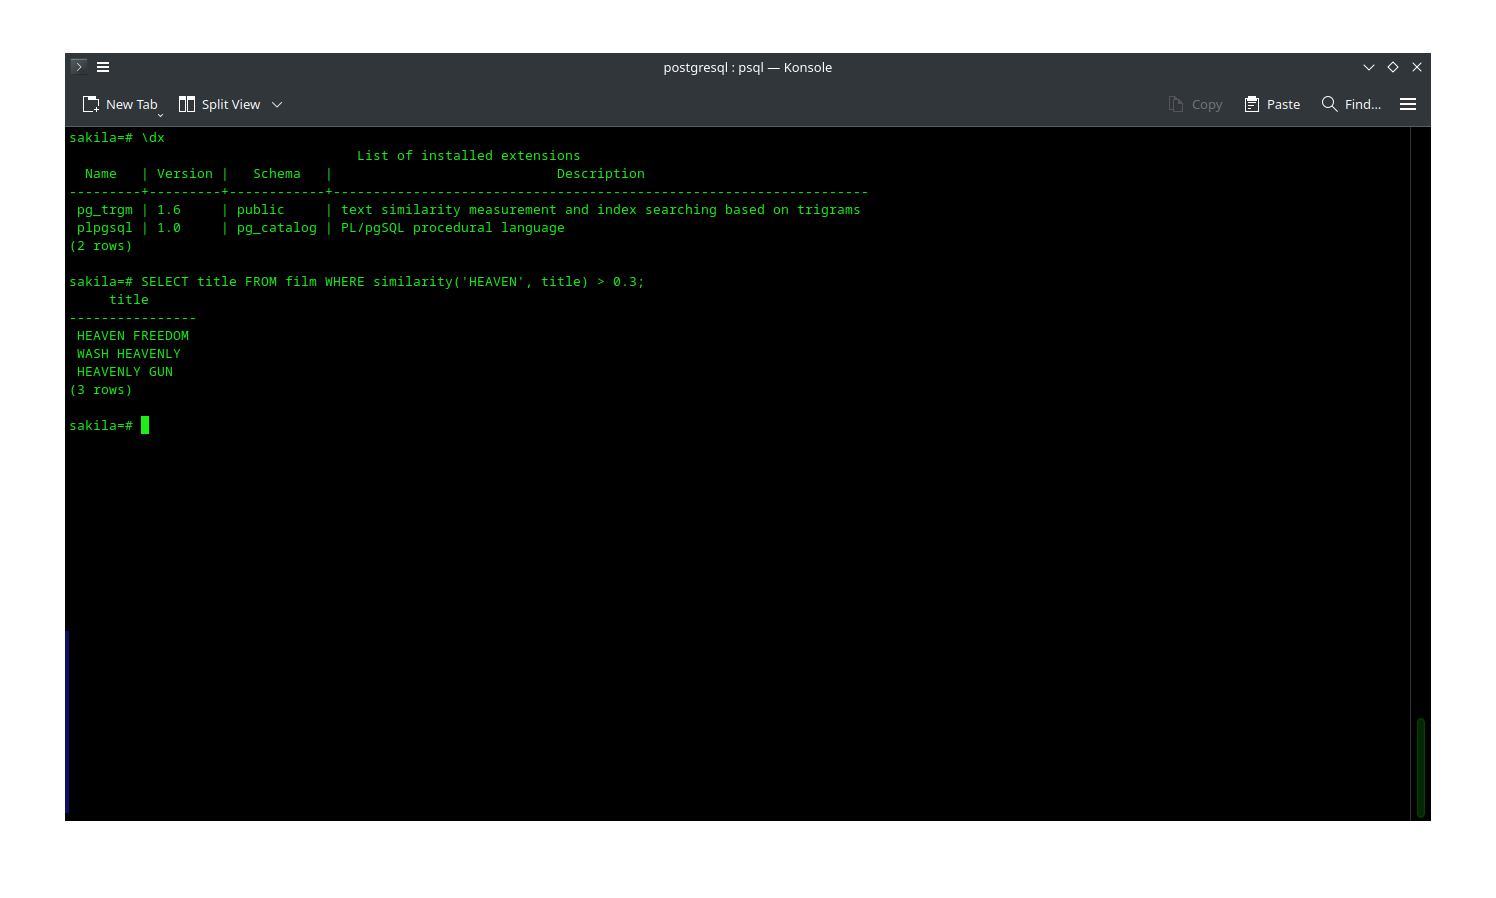 postgresql : psql — Konsole
New Tab Split View Copy Paste Find...
sakila=# \dx
                                    List of installed extensions
  Name   | Version |   Schema   |                            Description
---------+---------+------------+-------------------------------------------------------------------
 pg_trgm | 1.6     | public     | text similarity measurement and index searching based on trigrams
 plpgsql | 1.0     | pg_catalog | PL/pgSQL procedural language
(2 rows)
sakila=# SELECT title FROM film WHERE similarity('HEAVEN', title) > 0.3;
     title
----------------
 HEAVEN FREEDOM
 WASH HEAVENLY
 HEAVENLY GUN
(3 rows)
sakila=#